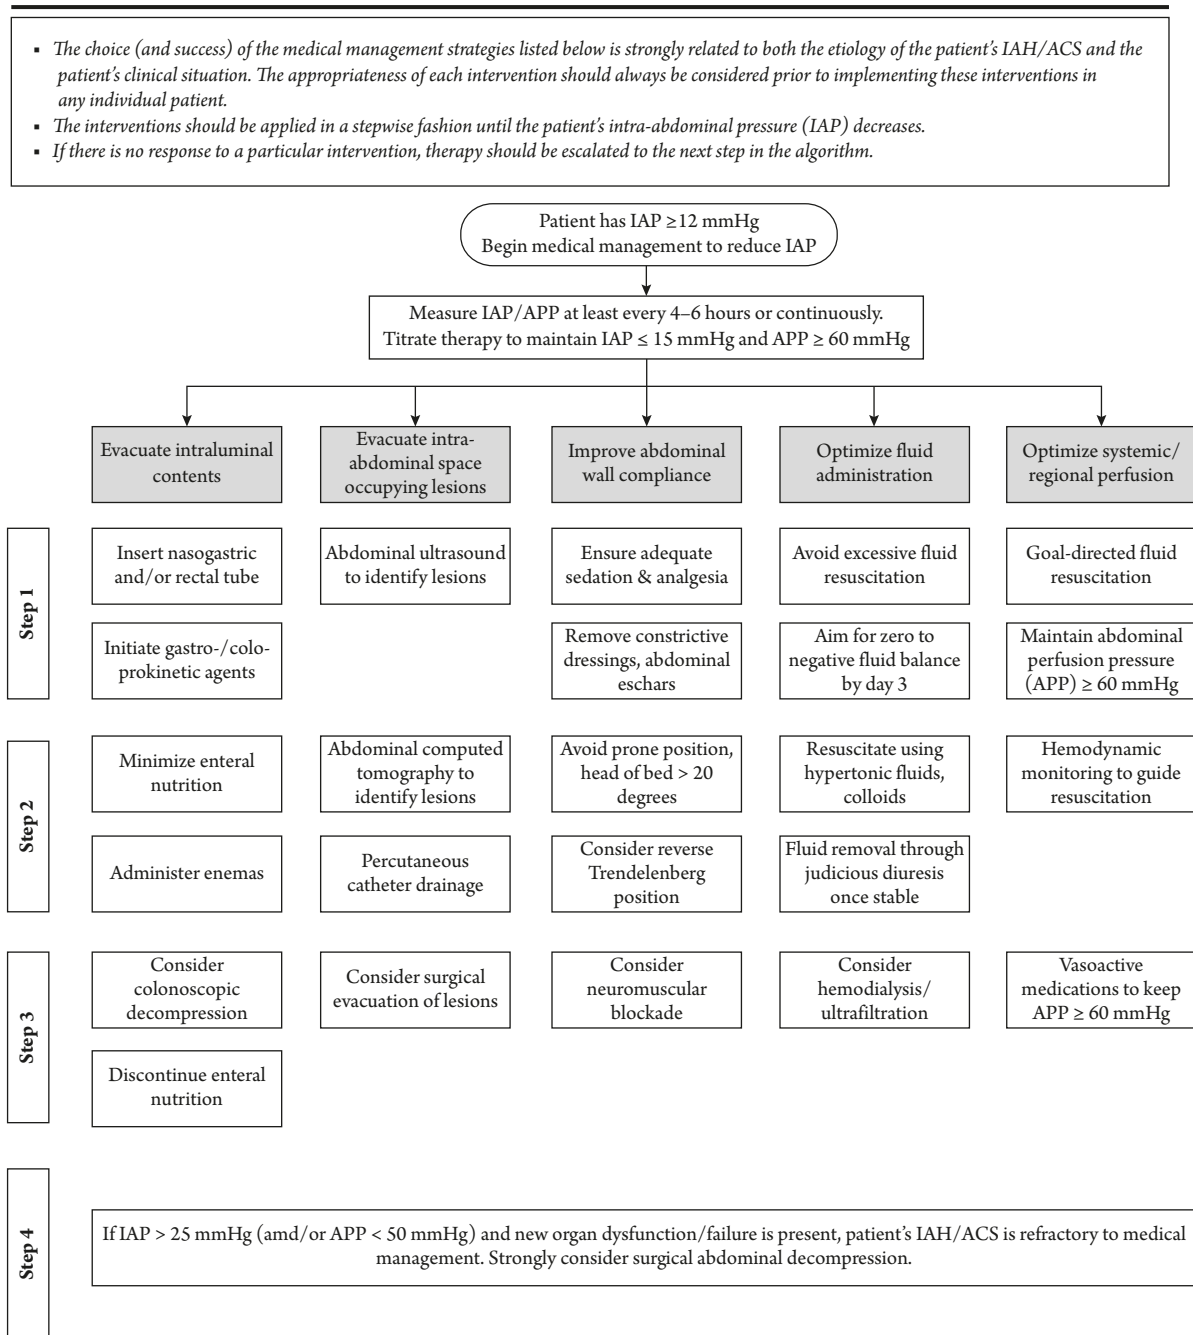 ▪ The choice (and success) of the medical management strategies listed below is strongly related to both the etiology of the patient's IAH/ACS and the
patient's clinical situation. The appropriateness of each intervention should always be considered prior to implementing these interventions in
any individual patient.
▪ The interventions should be applied in a stepwise fashion until the patient's intra-abdominal pressure (IAP) decreases.
▪ If there is no response to a particular intervention, therapy should be escalated to the next step in the algorithm.
Patient has IAP ≥12 mmHg
Begin medical management to reduce IAP
Measure IAP/APP at least every 4–6 hours or continuously.
Titrate therapy to maintain IAP ≤ 15 mmHg and APP ≥ 60 mmHg
Evacuate intraluminal
contents
Evacuate intra-
abdominal space
occupying lesions
Improve abdominal
wall compliance
Optimize fluid
administration
Optimize systemic/
regional perfusion
Step 1
Insert nasogastric
and/or rectal tube
Abdominal ultrasound
to identify lesions
Ensure adequate
sedation & analgesia
Avoid excessive fluid
resuscitation
Goal-directed fluid
resuscitation
Initiate gastro-/colo-
prokinetic agents
Remove constrictive
dressings, abdominal
eschars
Aim for zero to
negative fluid balance
by day 3
Maintain abdominal
perfusion pressure
(APP) ≥ 60 mmHg
Step 2
Minimize enteral
nutrition
Abdominal computed
tomography to
identify lesions
Avoid prone position,
head of bed > 20
degrees
Resuscitate using
hypertonic fluids,
colloids
Hemodynamic
monitoring to guide
resuscitation
Administer enemas
Percutaneous
catheter drainage
Consider reverse
Trendelenberg
position
Fluid removal through
judicious diuresis
once stable
Step 3
Consider
colonoscopic
decompression
Consider surgical
evacuation of lesions
Consider
neuromuscular
blockade
Consider
hemodialysis/
ultrafiltration
Vasoactive
medications to keep
APP ≥ 60 mmHg
Discontinue enteral
nutrition
Step 4
If IAP > 25 mmHg (amd/or APP < 50 mmHg) and new organ dysfunction/failure is present, patient's IAH/ACS is refractory to medical
management. Strongly consider surgical abdominal decompression.